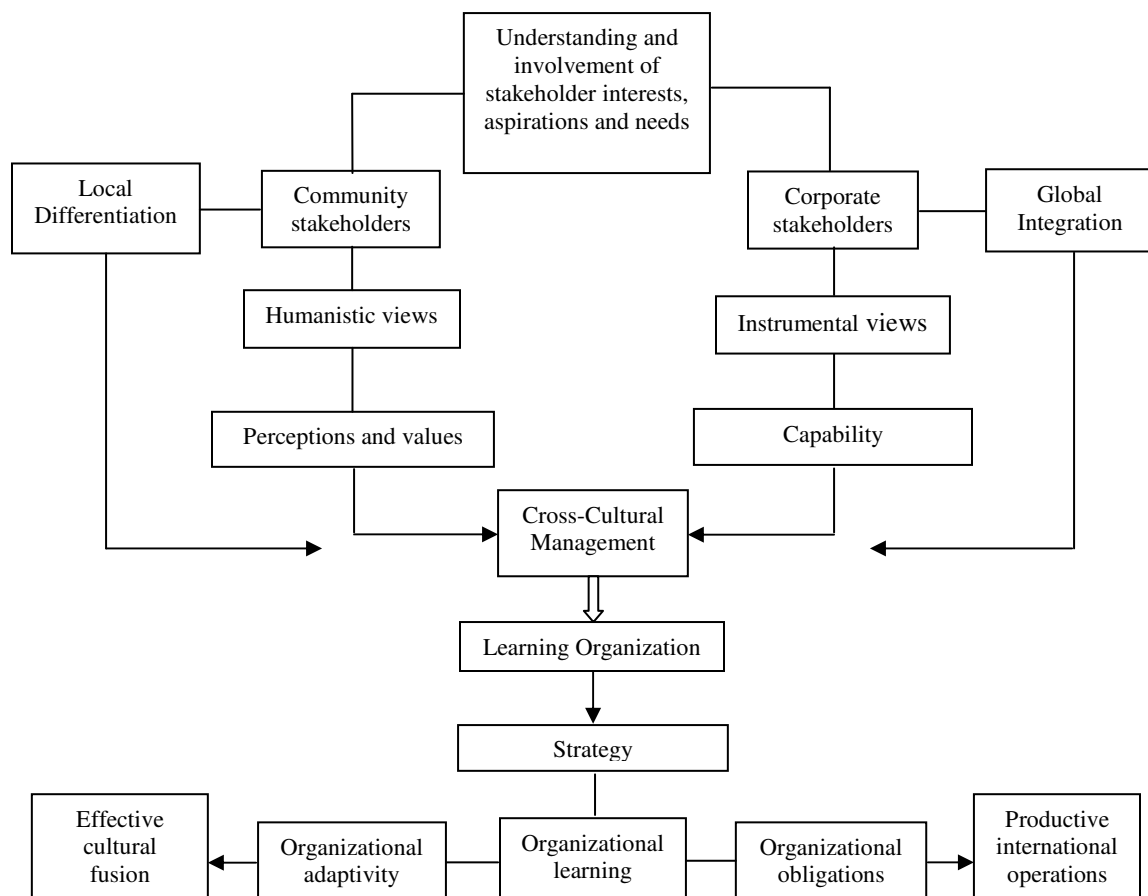 Understanding and
involvement of
stakeholder interests,
aspirations and needs
Local
Differentiation
Community
stakeholders
Corporate
stakeholders
Global
Integration
Humanistic views
Instrumental views
Perceptions and values
Capability
Cross-Cultural
Management
Learning Organization
Strategy
Effective
cultural
fusion
Organizational
adaptivity
Organizational
learning
Organizational
obligations
Productive
international
operations